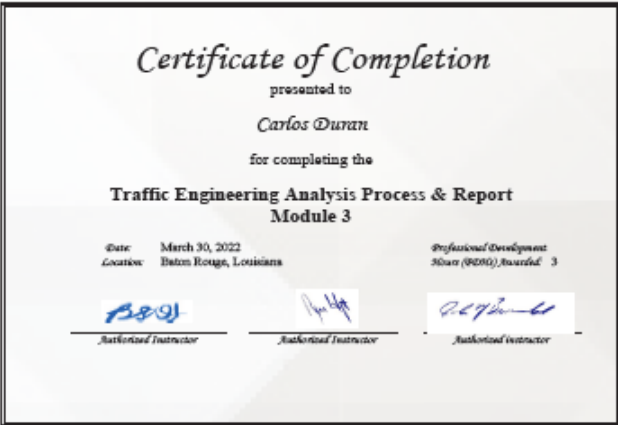 Certificate of Completion
presented to
Carlos Duran
for completing the
Traffic Engineering Analysis Process & Report
Module 3
Date: March 30, 2022
Location: Baton Rouge, Louisiana
Professional Development
Hours (PDH) Awarded: 3
Authorized Instructor
Authorized Instructor
Authorized instructor